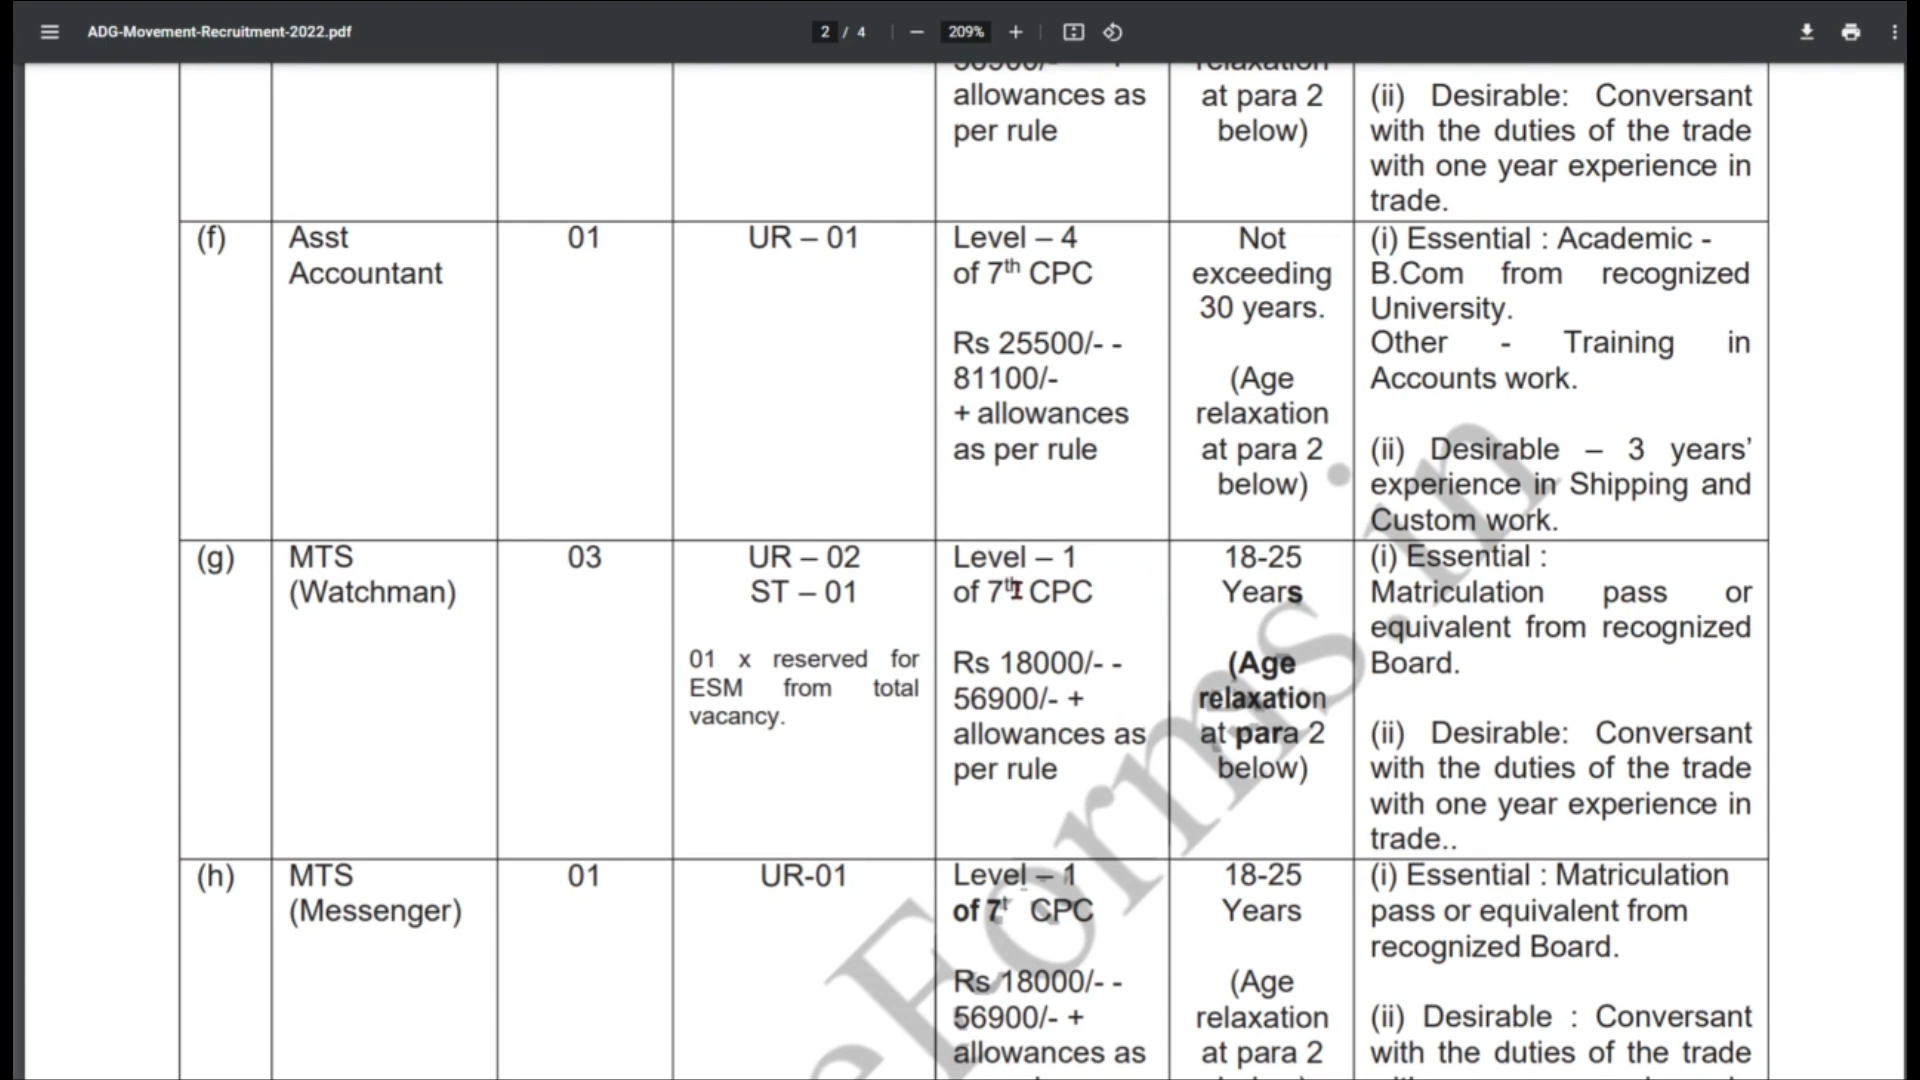 ADG-Movement-Recruitment-2022.pdf
2 / 4
209%
allowances as
per rule
relaxation
at para 2
below)
(ii) Desirable: Conversant
with the duties of the trade
with one year experience in
trade.
(f)
Asst
Accountant
01
UR – 01
Level – 4
of 7th CPC
Rs 25500/- -
81100/-
+ allowances
as per rule
Not
exceeding
30 years.
(Age
relaxation
at para 2
below)
(i) Essential : Academic -
B.Com from recognized
University.
Other - Training in
Accounts work.
(ii) Desirable – 3 years’
experience in Shipping and
Custom work.
(g)
MTS
(Watchman)
03
UR – 02
ST – 01
01 x reserved for
ESM from total
vacancy.
Level – 1
of 7th CPC
Rs 18000/- -
56900/- +
allowances as
per rule
18-25
Years
(Age
relaxation
at para 2
below)
(i) Essential :
Matriculation pass or
equivalent from recognized
Board.
(ii) Desirable: Conversant
with the duties of the trade
with one year experience in
trade..
(h)
MTS
(Messenger)
01
UR-01
Level – 1
of 7t CPC
Rs 18000/- -
56900/- +
allowances as
18-25
Years
(Age
relaxation
at para 2
(i) Essential : Matriculation
pass or equivalent from
recognized Board.
(ii) Desirable : Conversant
with the duties of the trade
eForms.in